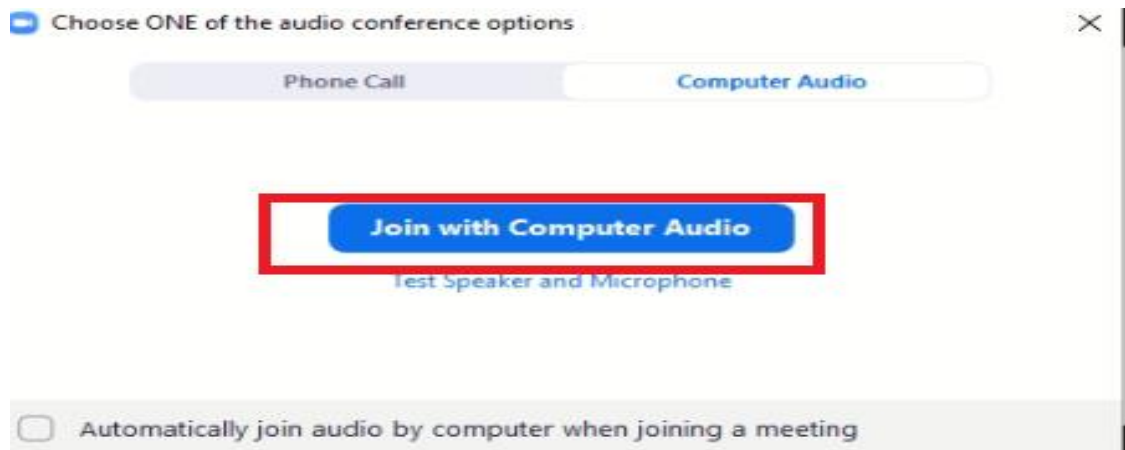 Choose ONE of the audio conference options
Phone Call Computer Audio
Join with Computer Audio
Test Speaker and Microphone
Automatically join audio by computer when joining a meeting